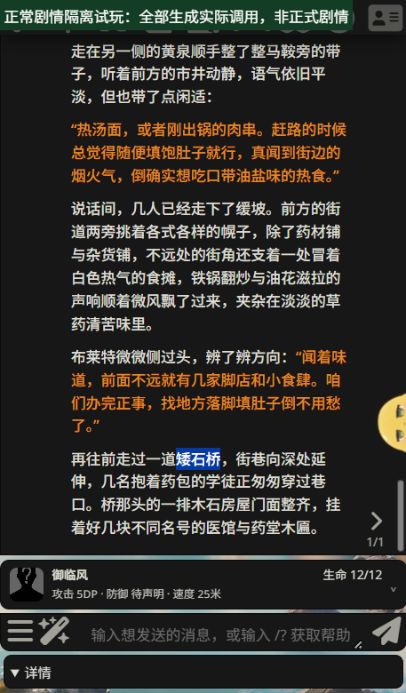 正常剧情隔离试玩：全部生成实际调用，非正式剧情
走在另一侧的黄泉顺手整了整马鞍旁的带
子，听着前方的市井动静，语气依旧平
淡，但也带了点闲适：
“热汤面，或者刚出锅的肉串。赶路的时候
总觉得随便填饱肚子就行，真闻到街边的
烟火气，倒确实想吃口带油盐味的热食。”
说话间，几人已经走下了缓坡。前方的街
道两旁挑着各式各样的幌子，除了药材铺
与杂货铺，不远处的街角还支着一处冒着
白色热气的食摊，铁锅翻炒与油花滋拉的
声响顺着微风飘了过来，夹杂在淡淡的草
药清苦味里。
布莱特微微侧过头，辨了辨方向：“闻着味
道，前面不远就有几家脚店和小食肆。咱
们办完正事，找地方落脚填肚子倒不用愁
了。”
再往前走过一道矮石桥，街巷向深处延
伸，几名抱着药包的学徒正匆匆穿过巷
口。桥那头的一排木石房屋门面整齐，挂
着好几块不同名号的医馆与药堂木匾。
1/1
御临风
生命 12/12
攻击 5DP · 防御 待声明 · 速度 25米
输入想发送的消息，或输入 /? 获取帮助
▼ 详情